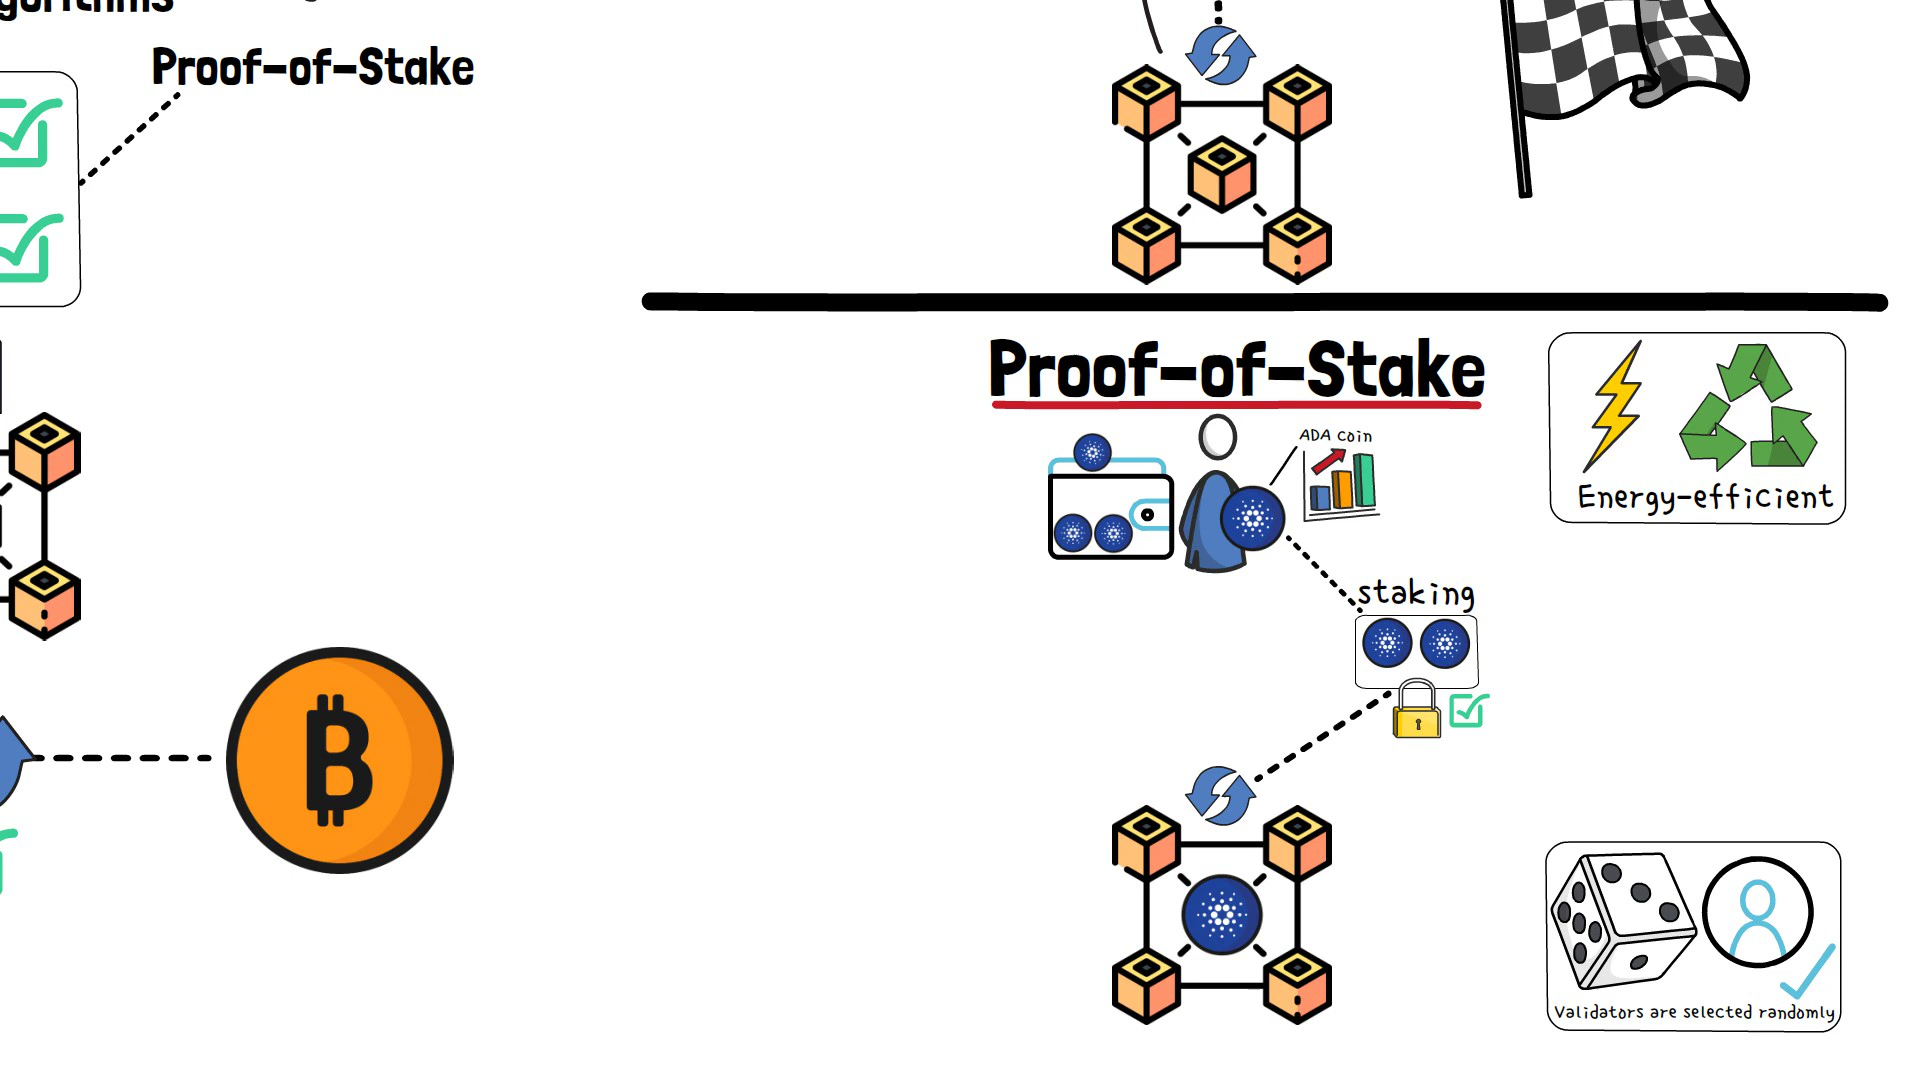 Proof-of-Stake
Proof-of-Stake
ADA coin
Energy-efficient
staking
Validators are selected randomly